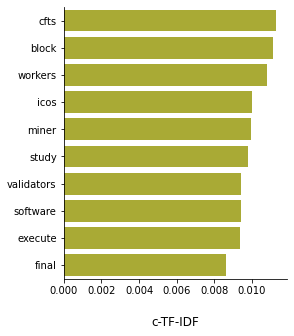 cfts
block
workers
icos
miner
study
validators
software
execute
final
0.000 0.002 0.004 0.006 0.008 0.010
c-TF-IDF